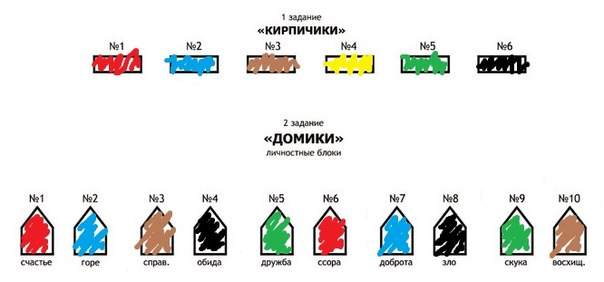 1 задание
«КИРПИЧИКИ»
№1 №2 №3 №4 №5 №6
2 задание
«ДОМИКИ»
личностные блоки
№1 №2 №3 №4 №5 №6 №7 №8 №9 №10
счастье горе справ. обида дружба ссора доброта зло скука восхищ.